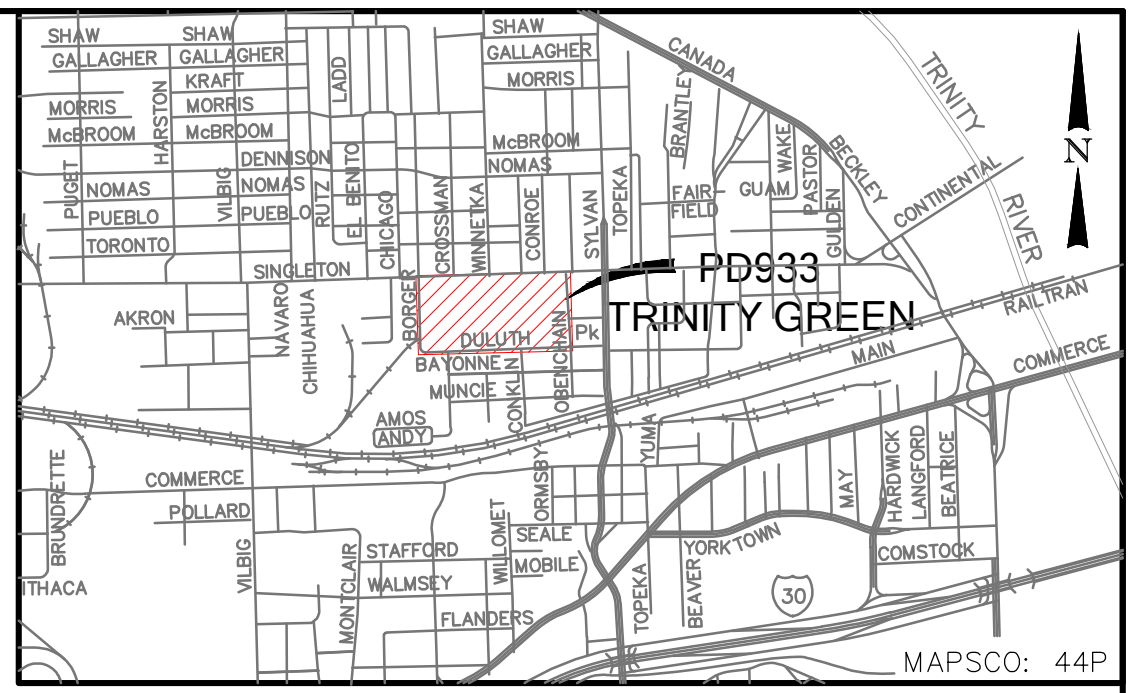 SHAW
SHAW
SHAW
GALLAGHER
GALLAGHER
GALLAGHER
CANADA
TRINITY
RIVER
KRAFT
LADD
MORRIS
HARSTON
MORRIS
MORRIS
BRANTLEY
McBROOM
McBROOM
McBROOM
WAKE
PASTOR
BECKLEY
N
DENNISON
NOMAS
PUGET
NOMAS
VILBIG
NOMAS
RUTZ
EL BENITO
CHICAGO
CROSSMAN
WINNETKA
CONROE
SYLVAN
TOPEKA
FAIR-
FIELD
GUAM
GULDEN
CONTINENTAL
PUEBLO
PUEBLO
TORONTO
SINGLETON
BORGER
PD933
TRINITY GREEN
NAVARO
CHIHUAHUA
AKRON
DULUTH
OBENCHAIN
Pk
RAILTRAN
MAIN
COMMERCE
BAYONNE
MUNCIE
CONKLIN
AMOS
ANDY
YUMA
COMMERCE
BRUNDRETTE
POLLARD
ORMSBY
MAY
HARDWICK
LANGFORD
BEATRICE
WILLOMET
SEALE
MOBILE
YORKTOWN
COMSTOCK
VILBIG
MONTCLAIR
STAFFORD
WALMSEY
ITHACA
FLANDERS
TOPEKA
BEAVER
30
MAPSCO: 44P